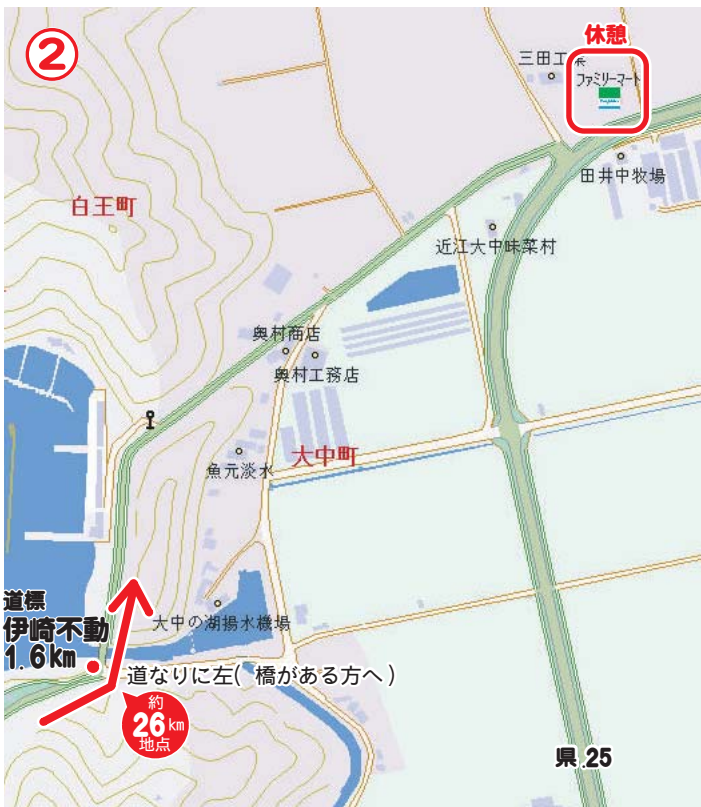 ②
休憩
三田工業
ファミリーマート
田井中牧場
白王町
近江大中味菜村
奥村商店
奥村工務店
大中町
魚元淡水
道標
伊崎不動
1.6km
大中の湖揚水機場
道なりに左( 橋がある方へ)
約
26km
地点
県.25